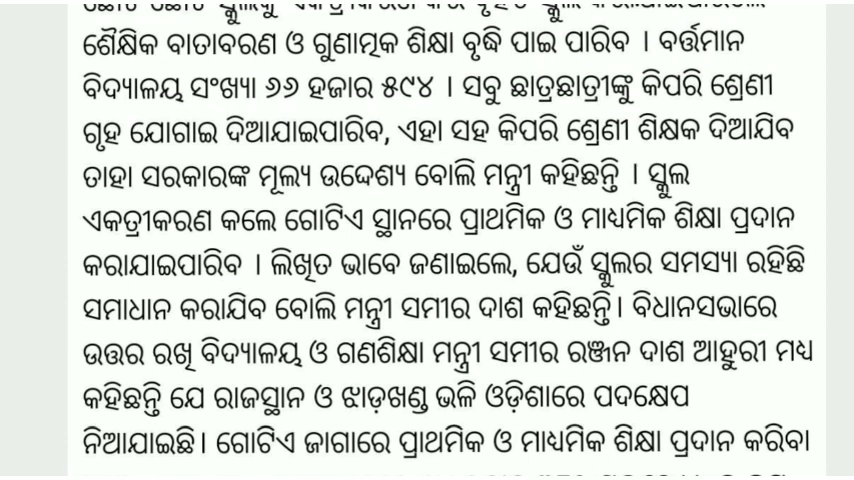 ଶୈକ୍ଷିକ ବାତାବରଣ ଓ ଗୁଣାତ୍ମକ ଶିକ୍ଷା ବୃଦ୍ଧି ପାଇ ପାରିବ । ବର୍ତ୍ତମାନ
ବିଦ୍ୟାଳୟ ସଂଖ୍ୟା ୬୬ ହଜାର ୫୯୪ । ସବୁ ଛାତ୍ରଛାତ୍ରୀଙ୍କୁ କିପରି ଶ୍ରେଣୀ
ଗୃହ ଯୋଗାଇ ଦିଆଯାଇପାରିବ, ଏହା ସହ କିପରି ଶ୍ରେଣୀ ଶିକ୍ଷକ ଦିଆଯିବ
ତାହା ସରକାରଙ୍କ ମୂଲ୍ୟ ଉଦ୍ଦେଶ୍ୟ ବୋଲି ମନ୍ତ୍ରୀ କହିଛନ୍ତି । ସ୍କୁଲ
ଏକତ୍ରୀକରଣ କଲେ ଗୋଟିଏ ସ୍ଥାନରେ ପ୍ରାଥମିକ ଓ ମାଧ୍ୟମିକ ଶିକ୍ଷା ପ୍ରଦାନ
କରାଯାଇପାରିବ । ଲିଖିତ ଭାବେ ଜଣାଇଲେ, ଯେଉଁ ସ୍କୁଲର ସମସ୍ୟା ରହିଛି
ସମାଧାନ କରାଯିବ ବୋଲି ମନ୍ତ୍ରୀ ସମୀର ଦାଶ କହିଛନ୍ତି। ବିଧାନସଭାରେ
ଉତ୍ତର ରଖି ବିଦ୍ୟାଳୟ ଓ ଗଣଶିକ୍ଷା ମନ୍ତ୍ରୀ ସମୀର ରଞ୍ଜନ ଦାଶ ଆହୁରୀ ମଧ୍ୟ
କହିଛନ୍ତି ଯେ ରାଜସ୍ଥାନ ଓ ଝାଡ଼ଖଣ୍ଡ ଭଳି ଓଡ଼ିଶାରେ ପଦକ୍ଷେପ
ନିଆଯାଇଛି। ଗୋଟିଏ ଜାଗାରେ ପ୍ରାଥମିକ ଓ ମାଧ୍ୟମିକ ଶିକ୍ଷା ପ୍ରଦାନ କରିବା